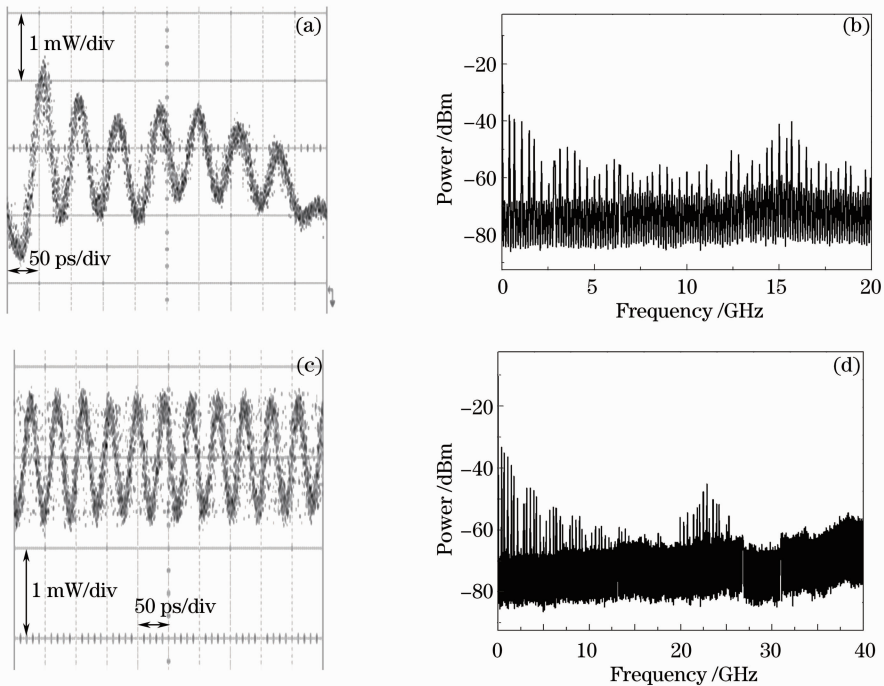 (a)
1 mW/div
50 ps/div
(b)
Power /dBm
−20
−40
−60
−80
0 5 10 15 20
Frequency /GHz
(c)
1 mW/div
50 ps/div
(d)
Power /dBm
−20
−40
−60
−80
0 10 20 30 40
Frequency /GHz